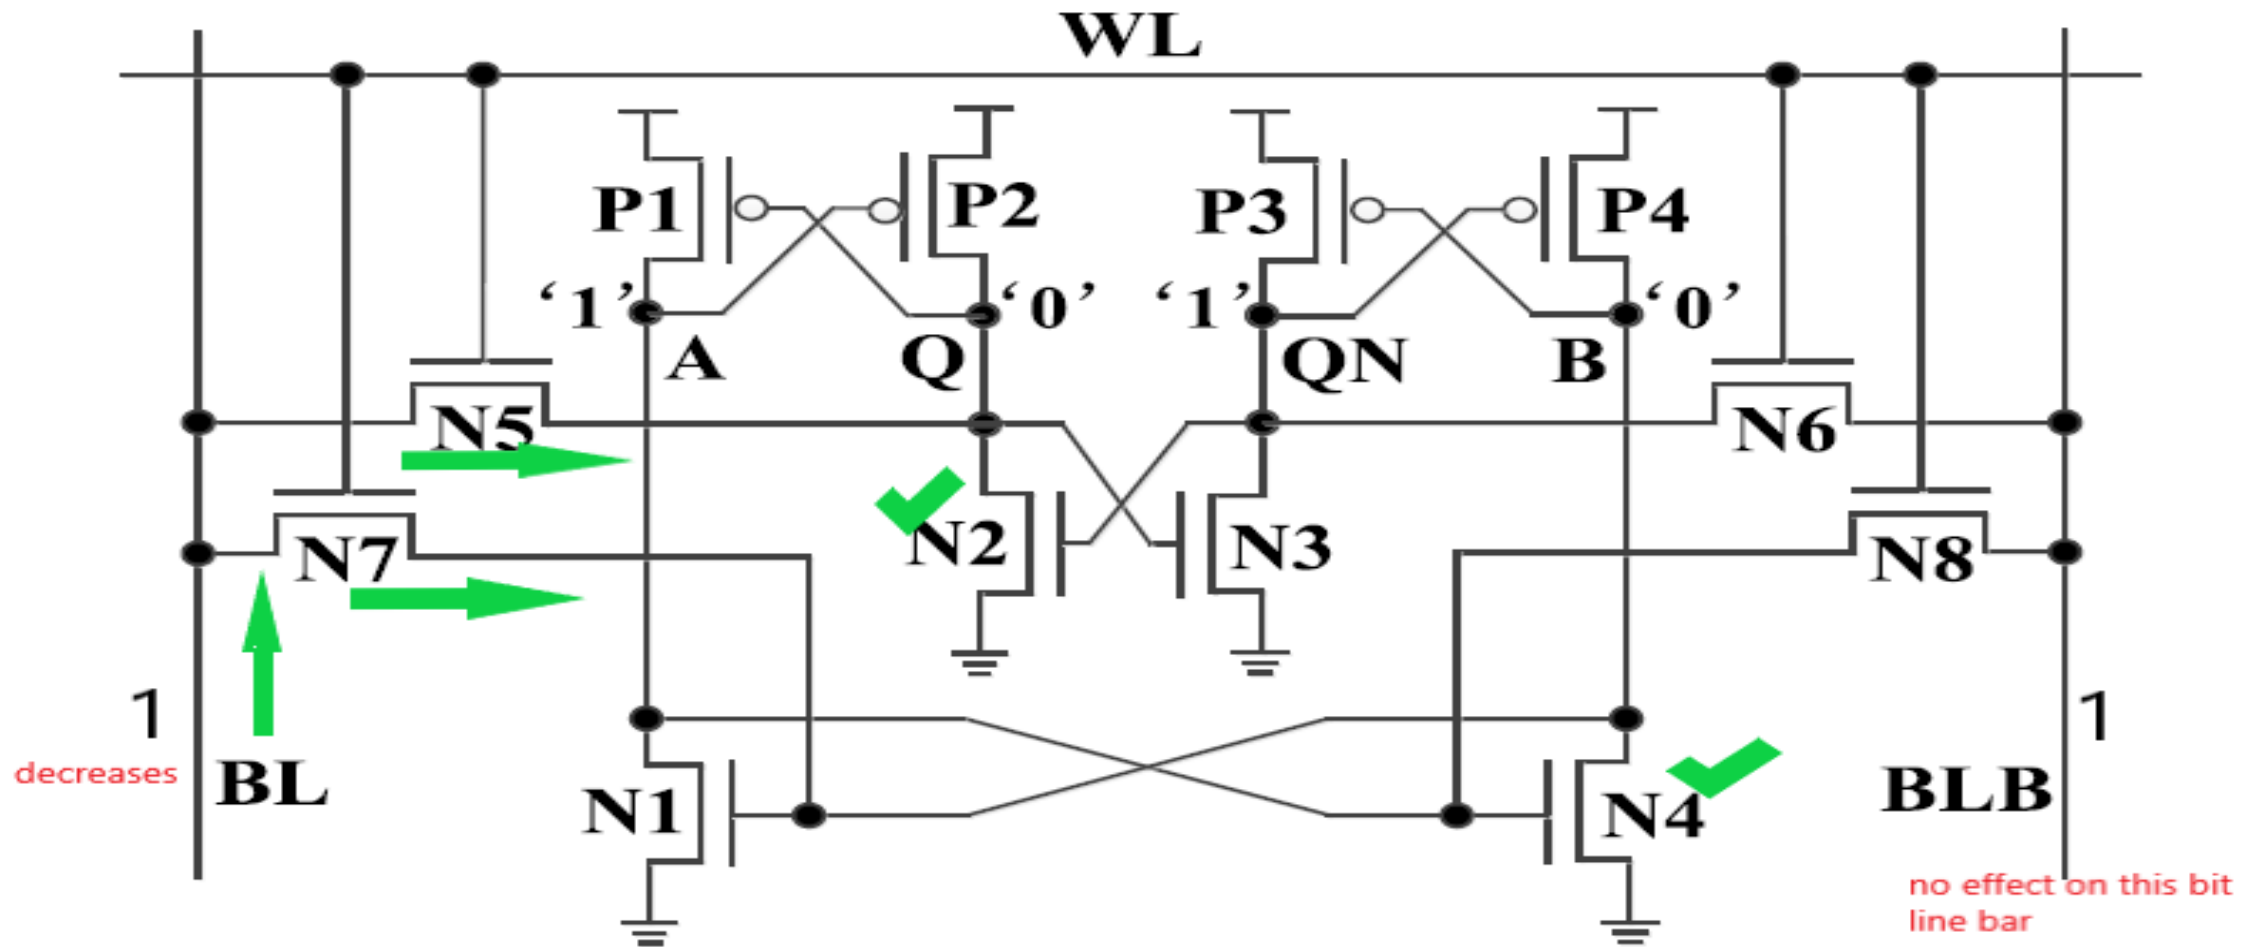 WL
P1
P2
P3
P4
‘1’
‘0’
‘1’
‘0’
A
Q
QN
B
N5
N6
N7
N2
N3
N8
1
1
decreases
BL
N1
N4
BLB
no effect on this bit
line bar